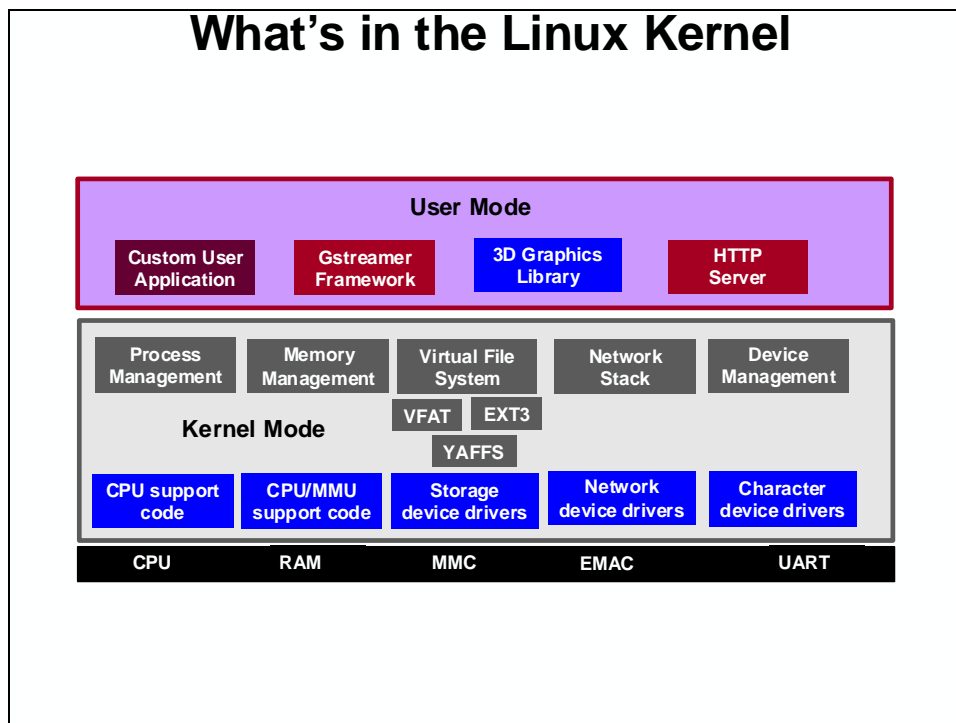 What's in the Linux Kernel
User Mode
Custom User
Application
Gstreamer
Framework
3D Graphics
Library
HTTP
Server
Process
Management
Memory
Management
Virtual File
System
Network
Stack
Device
Management
VFAT
EXT3
Kernel Mode
YAFFS
CPU support
code
CPU/MMU
support code
Storage
device drivers
Network
device drivers
Character
device drivers
CPU
RAM
MMC
EMAC
UART